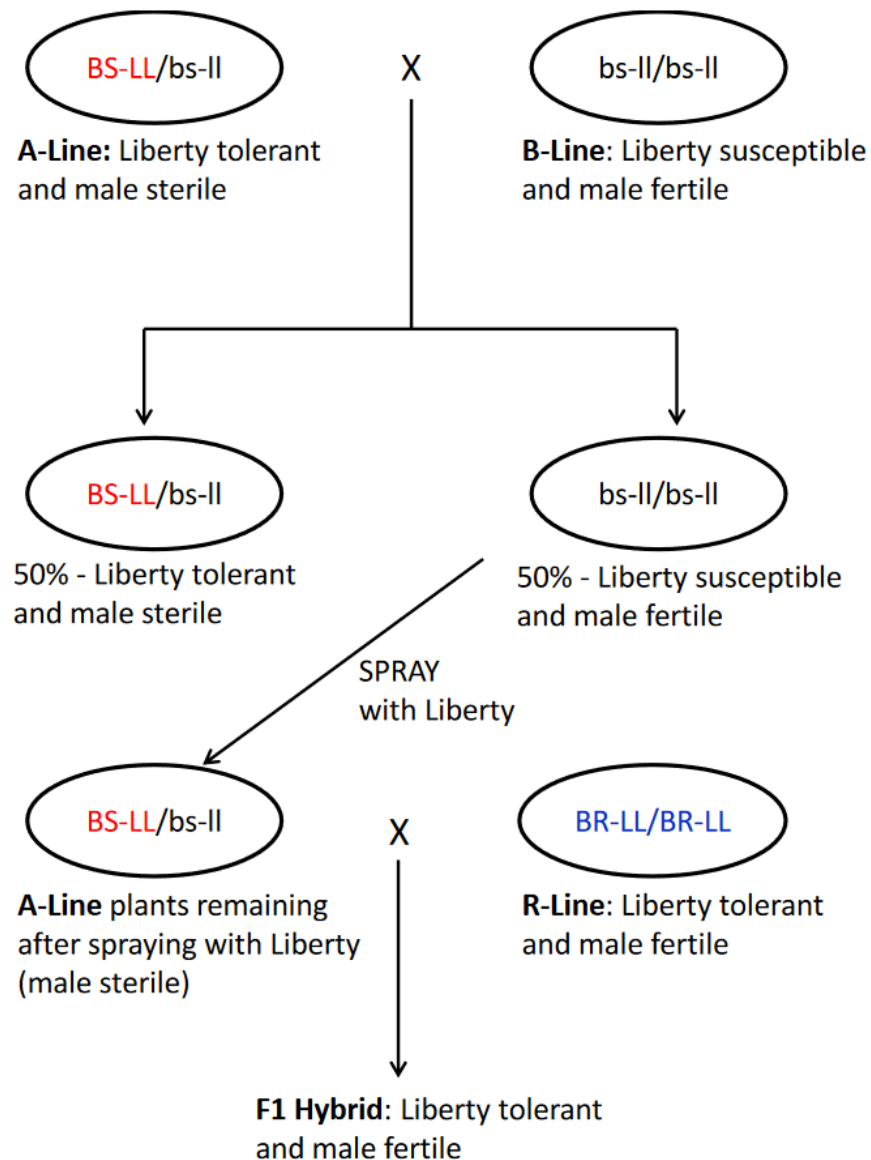 BS-LL/bs-ll
X
bs-ll/bs-ll
A-Line: Liberty tolerant
and male sterile
B-Line: Liberty susceptible
and male fertile
BS-LL/bs-ll
bs-ll/bs-ll
50% - Liberty tolerant
and male sterile
50% - Liberty susceptible
and male fertile
SPRAY
with Liberty
BS-LL/bs-ll
X
BR-LL/BR-LL
A-Line plants remaining
after spraying with Liberty
(male sterile)
R-Line: Liberty tolerant
and male fertile
F1 Hybrid: Liberty tolerant
and male fertile